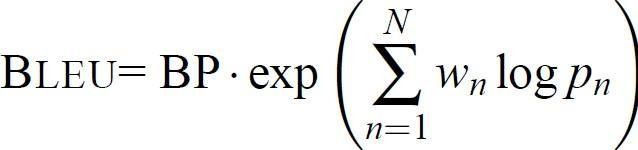 BLEU= BP · exp ( ∑_{n=1}^{N} w_n log p_n )